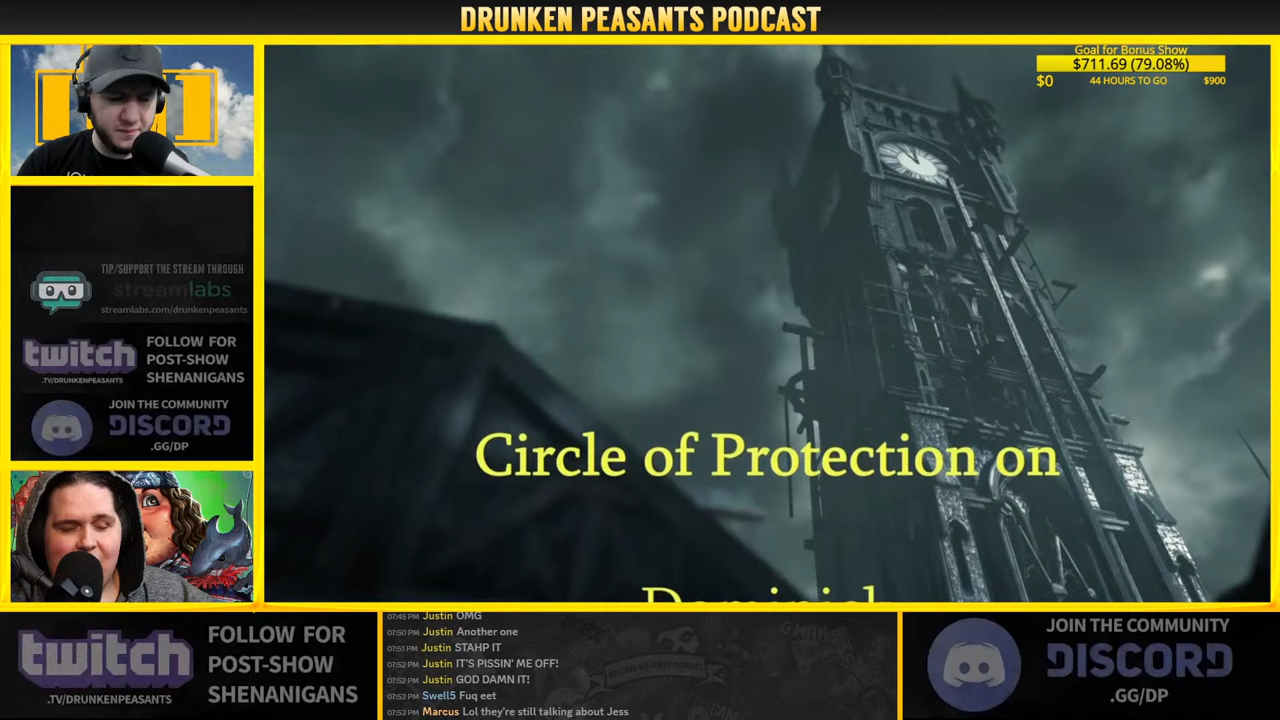 DRUNKEN PEASANTS PODCAST
Goal for Bonus Show
$711.69 (79.08%)
$0 44 HOURS TO GO $900
TIP/SUPPORT THE STREAM THROUGH
streamlabs
streamlabs.com/drunkenpeasants
twitch
.TV/DRUNKENPEASANTS
FOLLOW FOR
POST-SHOW
SHENANIGANS
JOIN THE COMMUNITY
DISCORD
.GG/DP
Circle of Protection on
07:45 PM Justin OMG
07:50 PM Justin Another one
07:51 PM Justin STAHP IT
07:52 PM Justin IT'S PISSIN' ME OFF!
07:52 PM Justin GOD DAMN IT!
07:53 PM Swell5 Fuq eet
07:53 PM Marcus Lol they're still talking about Jess
twitch
.TV/DRUNKENPEASANTS
FOLLOW FOR
POST-SHOW
SHENANIGANS
JOIN THE COMMUNITY
DISCORD
.GG/DP